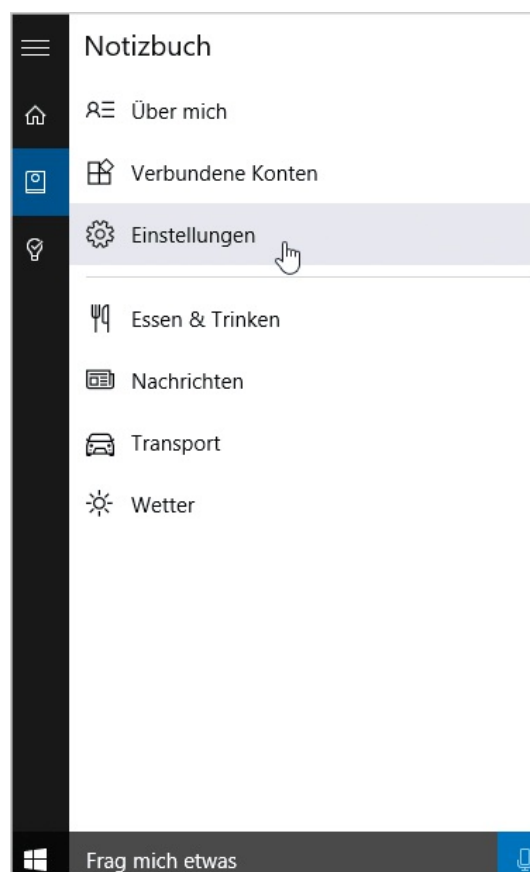 Notizbuch
Über mich
Verbundene Konten
Einstellungen
Essen & Trinken
Nachrichten
Transport
Wetter
Frag mich etwas